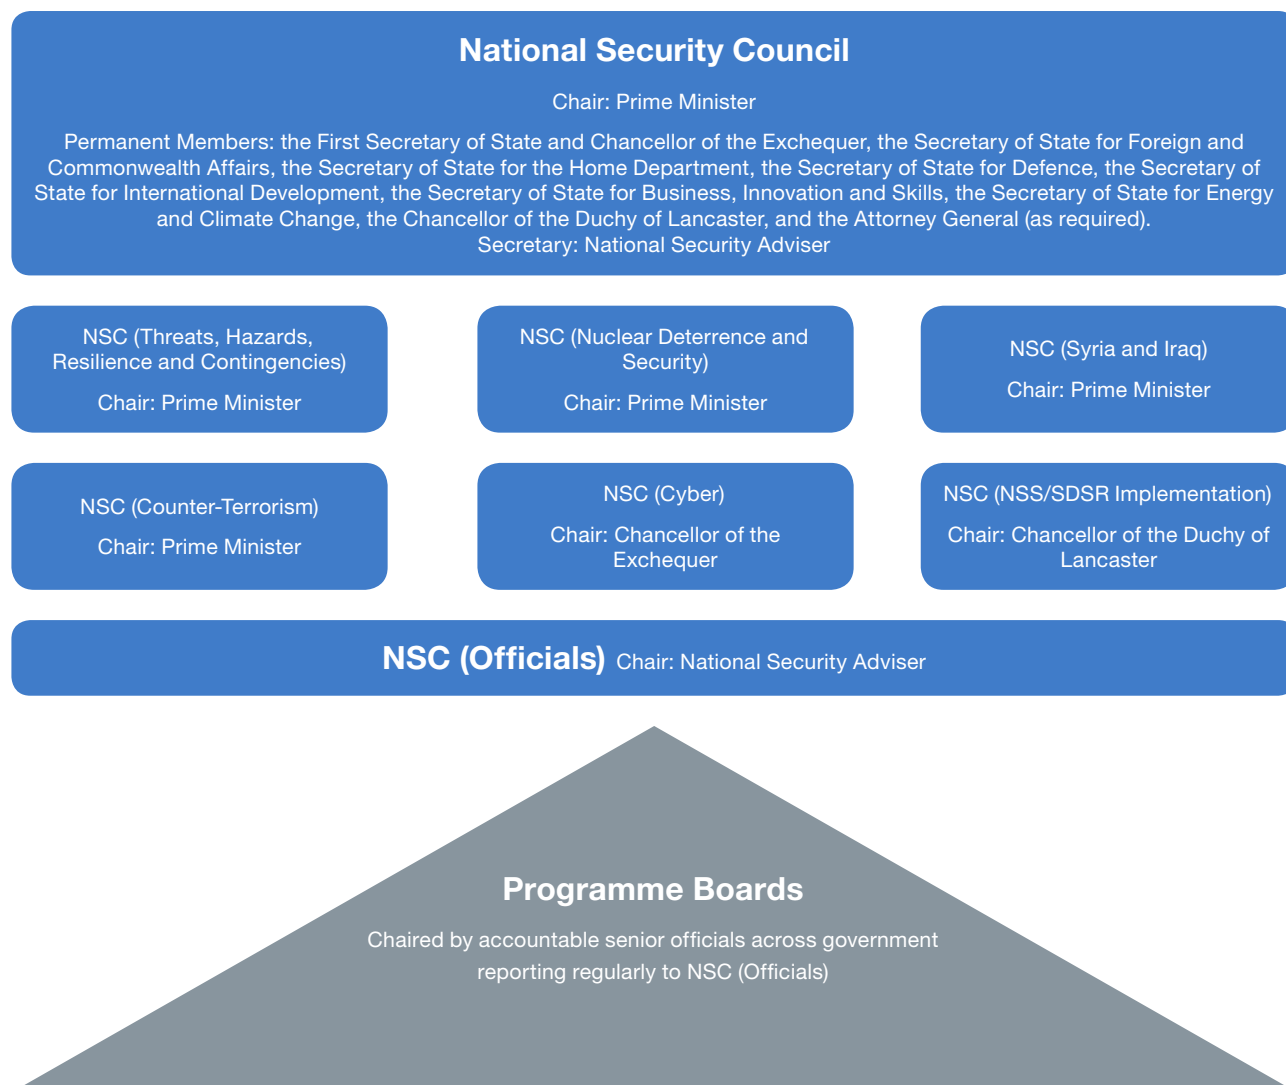 National Security Council
Chair: Prime Minister
Permanent Members: the First Secretary of State and Chancellor of the Exchequer, the Secretary of State for Foreign and
Commonwealth Affairs, the Secretary of State for the Home Department, the Secretary of State for Defence, the Secretary of
State for International Development, the Secretary of State for Business, Innovation and Skills, the Secretary of State for Energy
and Climate Change, the Chancellor of the Duchy of Lancaster, and the Attorney General (as required).
Secretary: National Security Adviser
NSC (Threats, Hazards,
Resilience and Contingencies)
Chair: Prime Minister
NSC (Nuclear Deterrence and
Security)
Chair: Prime Minister
NSC (Syria and Iraq)
Chair: Prime Minister
NSC (Counter-Terrorism)
Chair: Prime Minister
NSC (Cyber)
Chair: Chancellor of the
Exchequer
NSC (NSS/SDSR Implementation)
Chair: Chancellor of the Duchy of
Lancaster
NSC (Officials) Chair: National Security Adviser
Programme Boards
Chaired by accountable senior officials across government
reporting regularly to NSC (Officials)